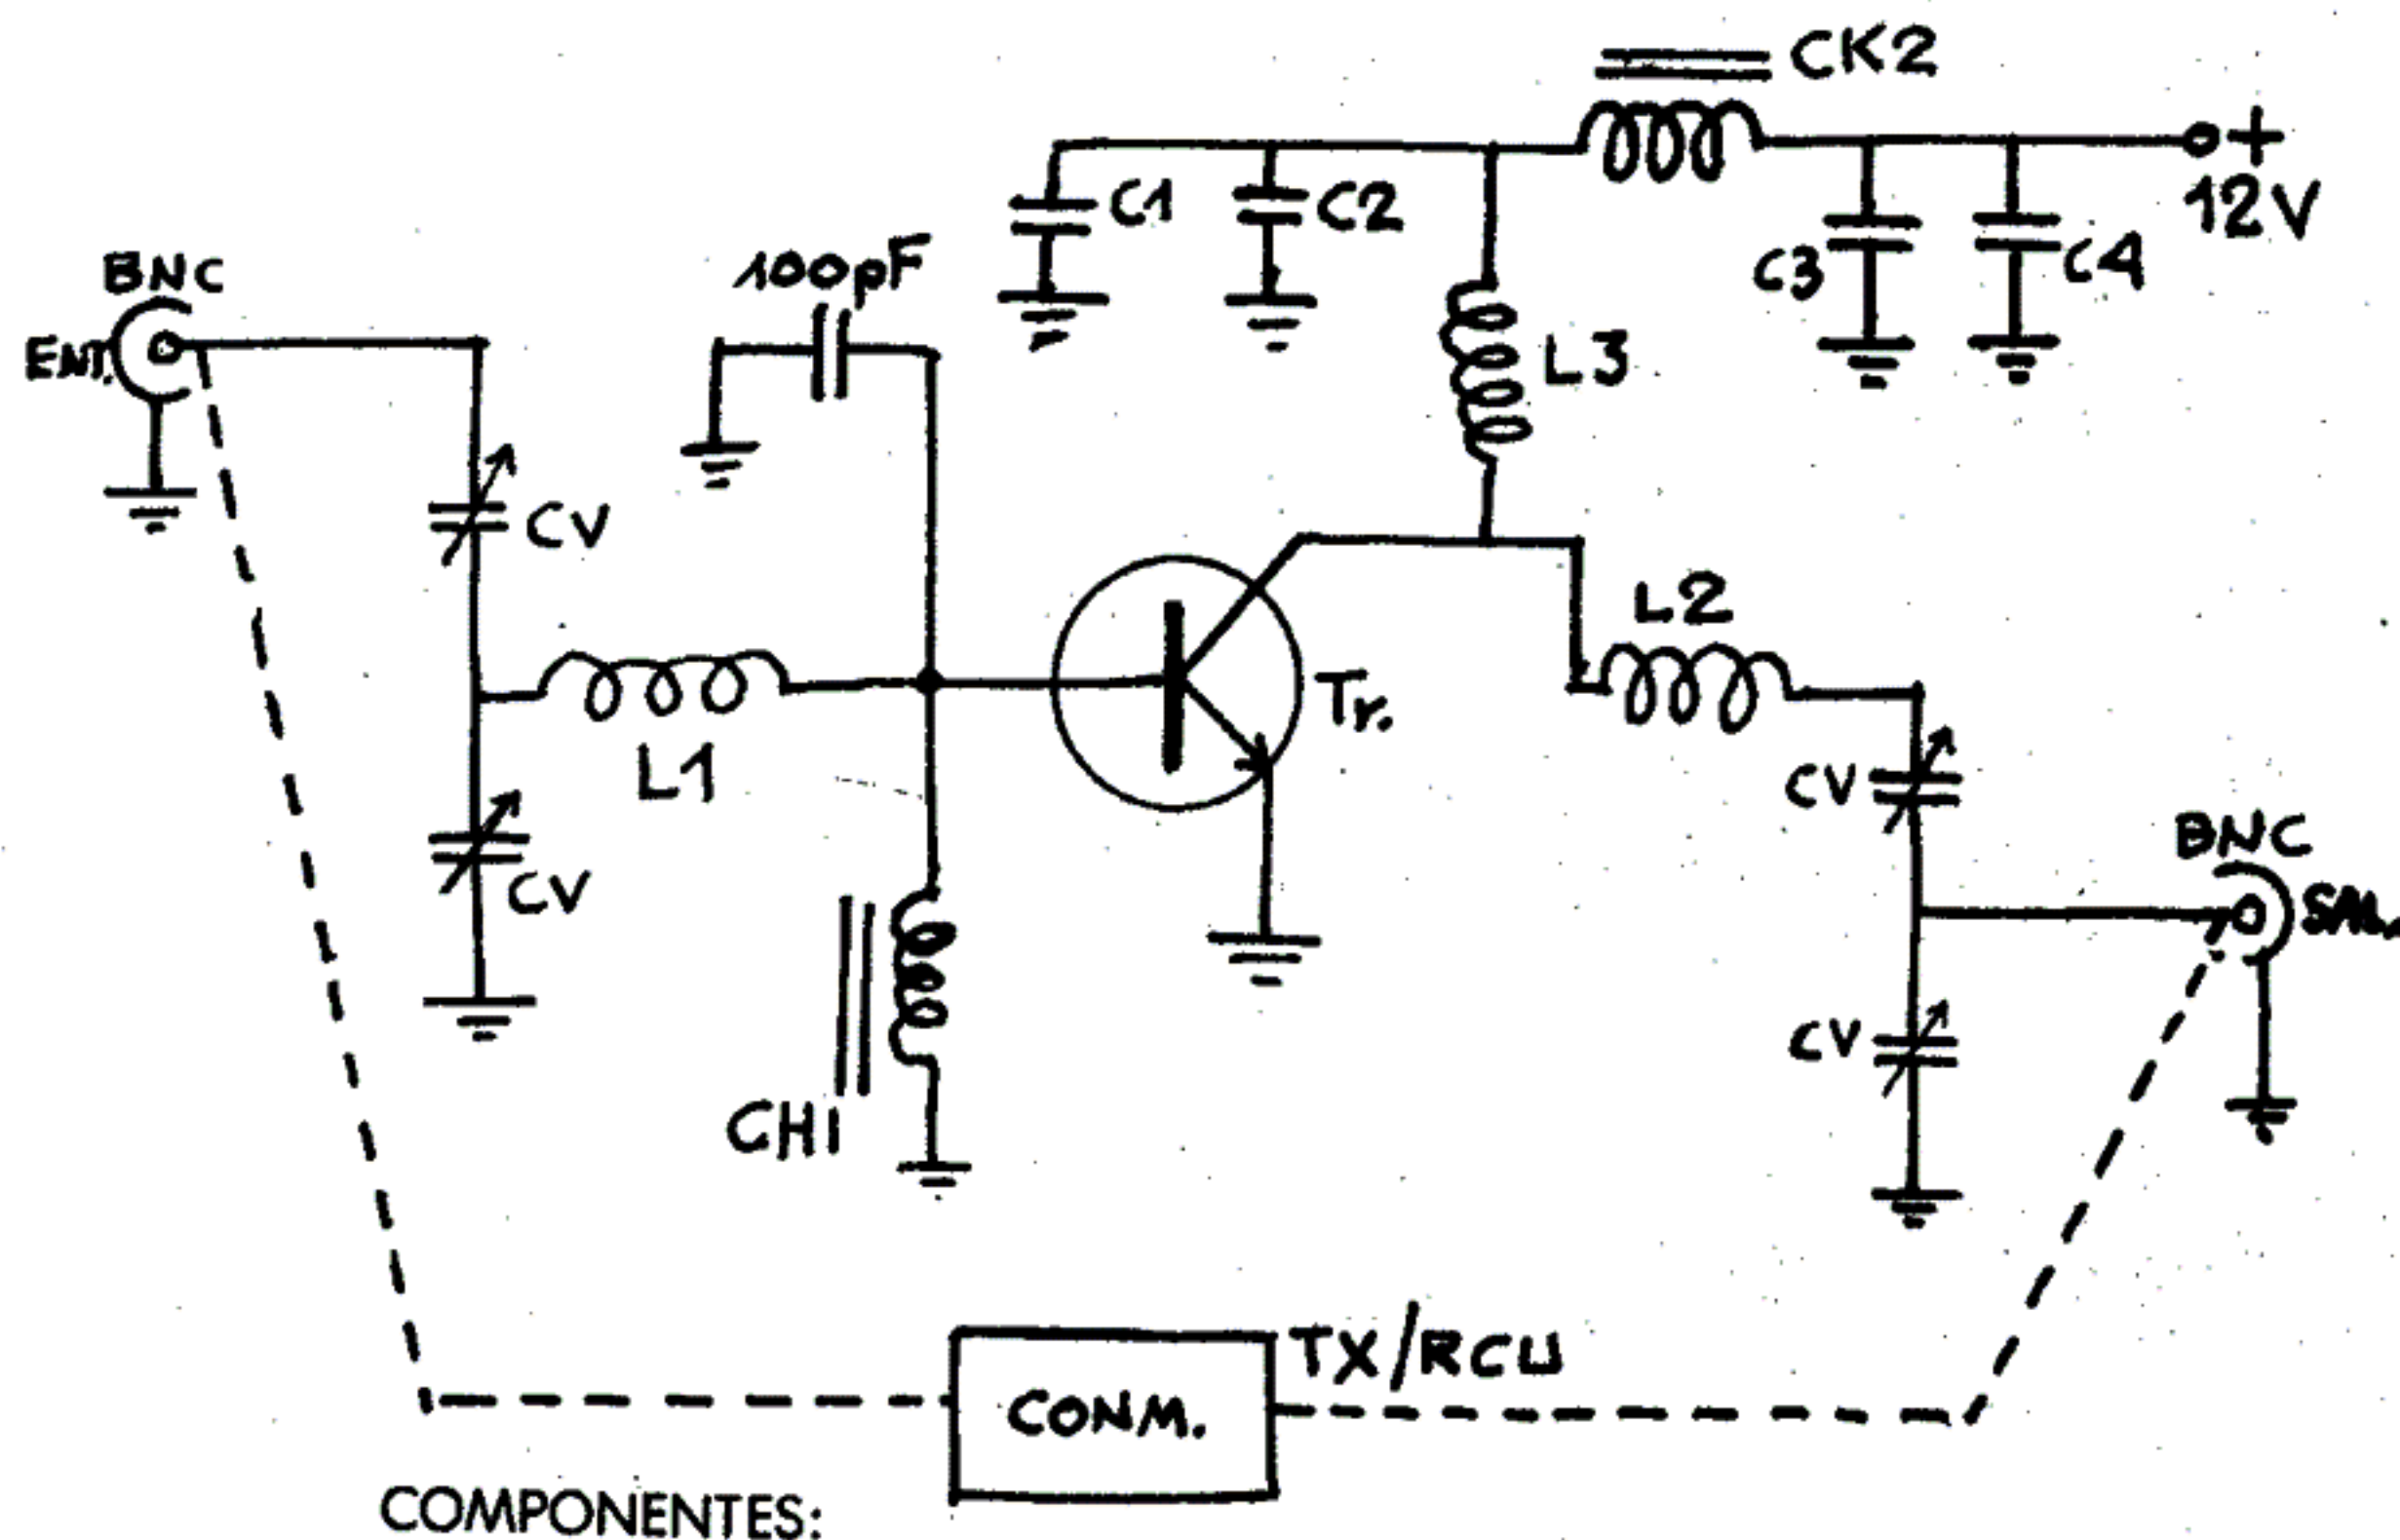 CK2
12V
C1
C2
C3
C4
BNC
ENT.
100pF
L3
CV
L2
Tr.
L1
CV
CV
BNC
SAL.
CV
CH1
TX/RCU
CONM.
COMPONENTES: